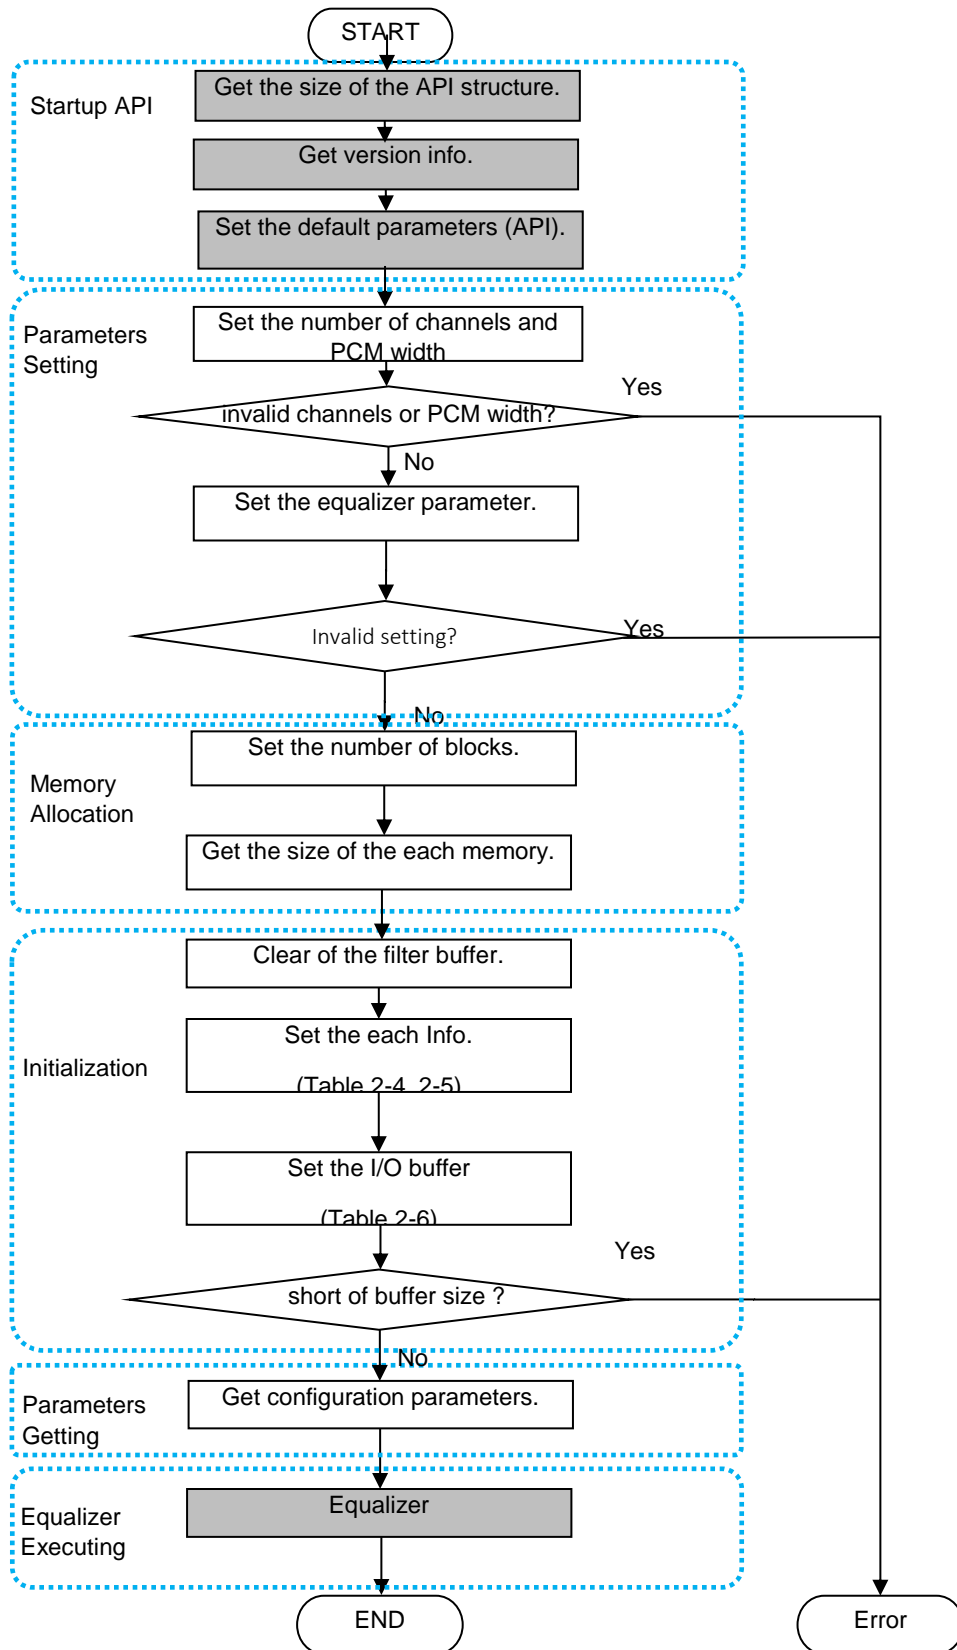 START
Startup API
Get the size of the API structure.
Get version info.
Set the default parameters (API).
Parameters
Setting
Set the number of channels and
PCM width
Yes
invalid channels or PCM width?
No
Set the equalizer parameter.
Invalid setting?
Yes
No
Set the number of blocks.
Memory
Allocation
Get the size of the each memory.
Clear of the filter buffer.
Set the each Info.
(Table 2-4, 2-5)
Initialization
Set the I/O buffer
(Table 2-6)
Yes
short of buffer size ?
No
Parameters
Getting
Get configuration parameters.
Equalizer
Executing
Equalizer
END
Error